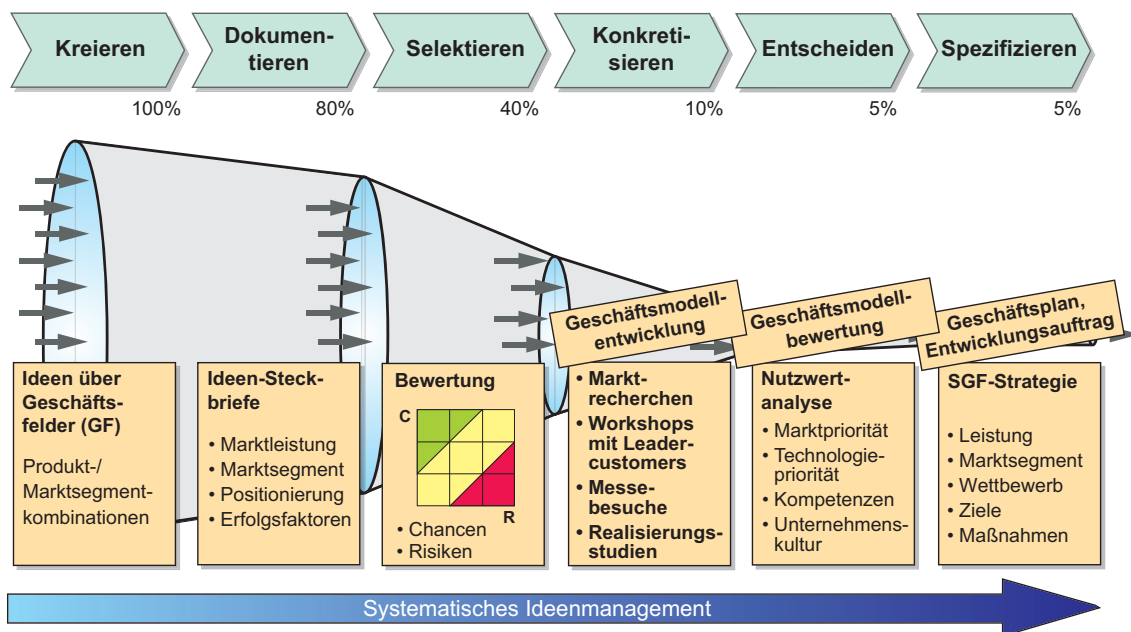 Kreieren
Dokumen-
tieren
Selektieren
Konkreti-
sieren
Entscheiden
Spezifizieren
100%
80%
40%
10%
5%
5%
Ideen über
Geschäfts-
felder (GF)
Produkt-/
Marktsegment-
kombinationen
Ideen-Steck-
briefe
• Marktleistung
• Marktsegment
• Positionierung
• Erfolgsfaktoren
Bewertung
C
R
• Chancen
• Risiken
Geschäftsmodell-
entwicklung
• Markt-
recherchen
• Workshops
mit Leader-
customers
• Messe-
besuche
• Realisierungs-
studien
Geschäftsmodell-
bewertung
Nutzwert-
analyse
• Marktpriorität
• Technologie-
priorität
• Kompetenzen
• Unternehmens-
kultur
Geschäftsplan,
Entwicklungsauftrag
SGF-Strategie
• Leistung
• Marktsegment
• Wettbewerb
• Ziele
• Maßnahmen
Systematisches Ideenmanagement